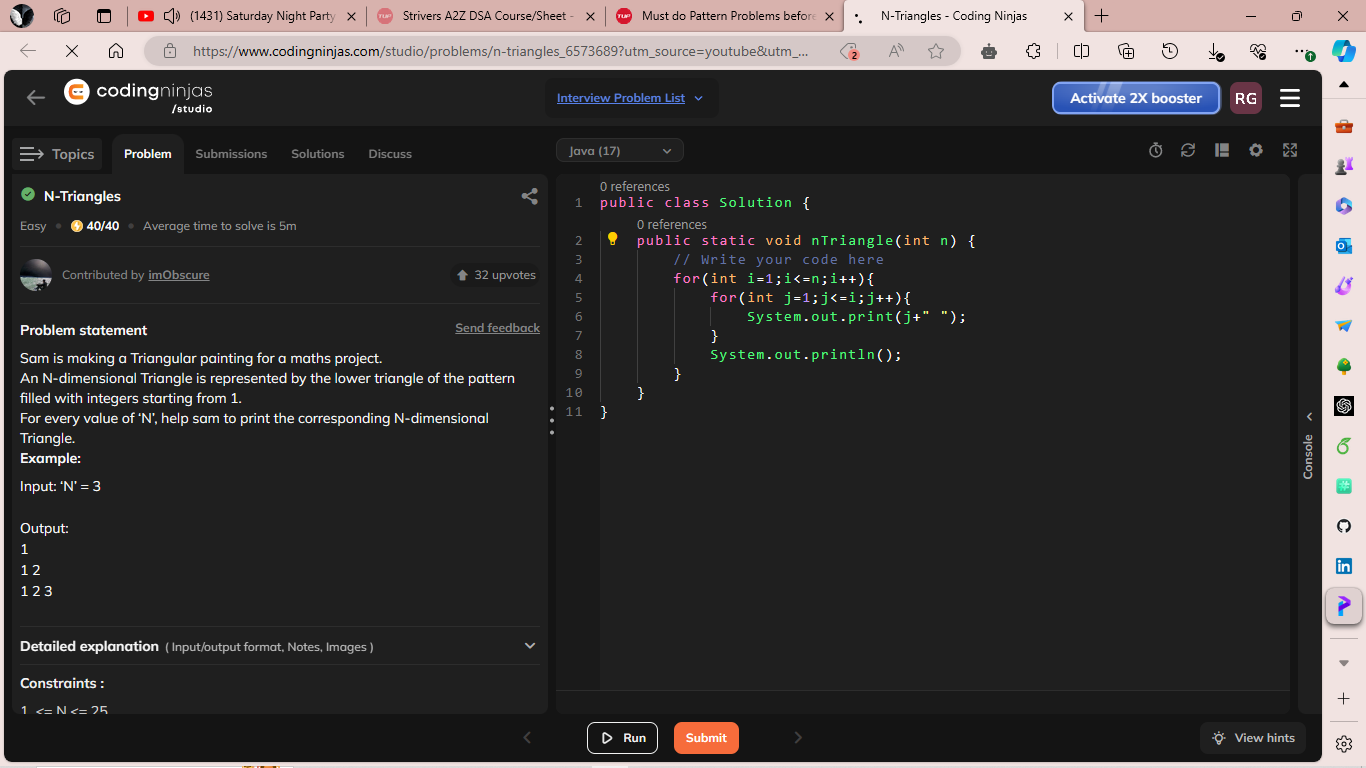 (1431) Saturday Night Party
Strivers A2Z DSA Course/Sheet -
Must do Pattern Problems before
N-Triangles - Coding Ninjas
https://www.codingninjas.com/studio/problems/n-triangles_6573689?utm_source=youtube&utm_...
2
codingninjas
/studio
Interview Problem List
Activate 2X booster
RG
Topics
Problem
Submissions
Solutions
Discuss
Java (17)
N-Triangles
Easy
40/40
Average time to solve is 5m
Contributed by imObscure
32 upvotes
Problem statement
Send feedback
Sam is making a Triangular painting for a maths project.
An N-dimensional Triangle is represented by the lower triangle of the pattern
filled with integers starting from 1.
For every value of ‘N’, help sam to print the corresponding N-dimensional
Triangle.
Example:
Input: ‘N’ = 3
Output:
1
1 2
1 2 3
Detailed explanation ( Input/output format, Notes, Images )
Constraints :
1 <= N <= 25
0 references
1 public class Solution {
0 references
2 public static void nTriangle(int n) {
3 // Write your code here
4 for(int i=1;i<=n;i++){
5 for(int j=1;j<=i;j++){
6 System.out.print(j+" ");
7 }
8 System.out.println();
9 }
10 }
11 }
Console
Run
Submit
View hints